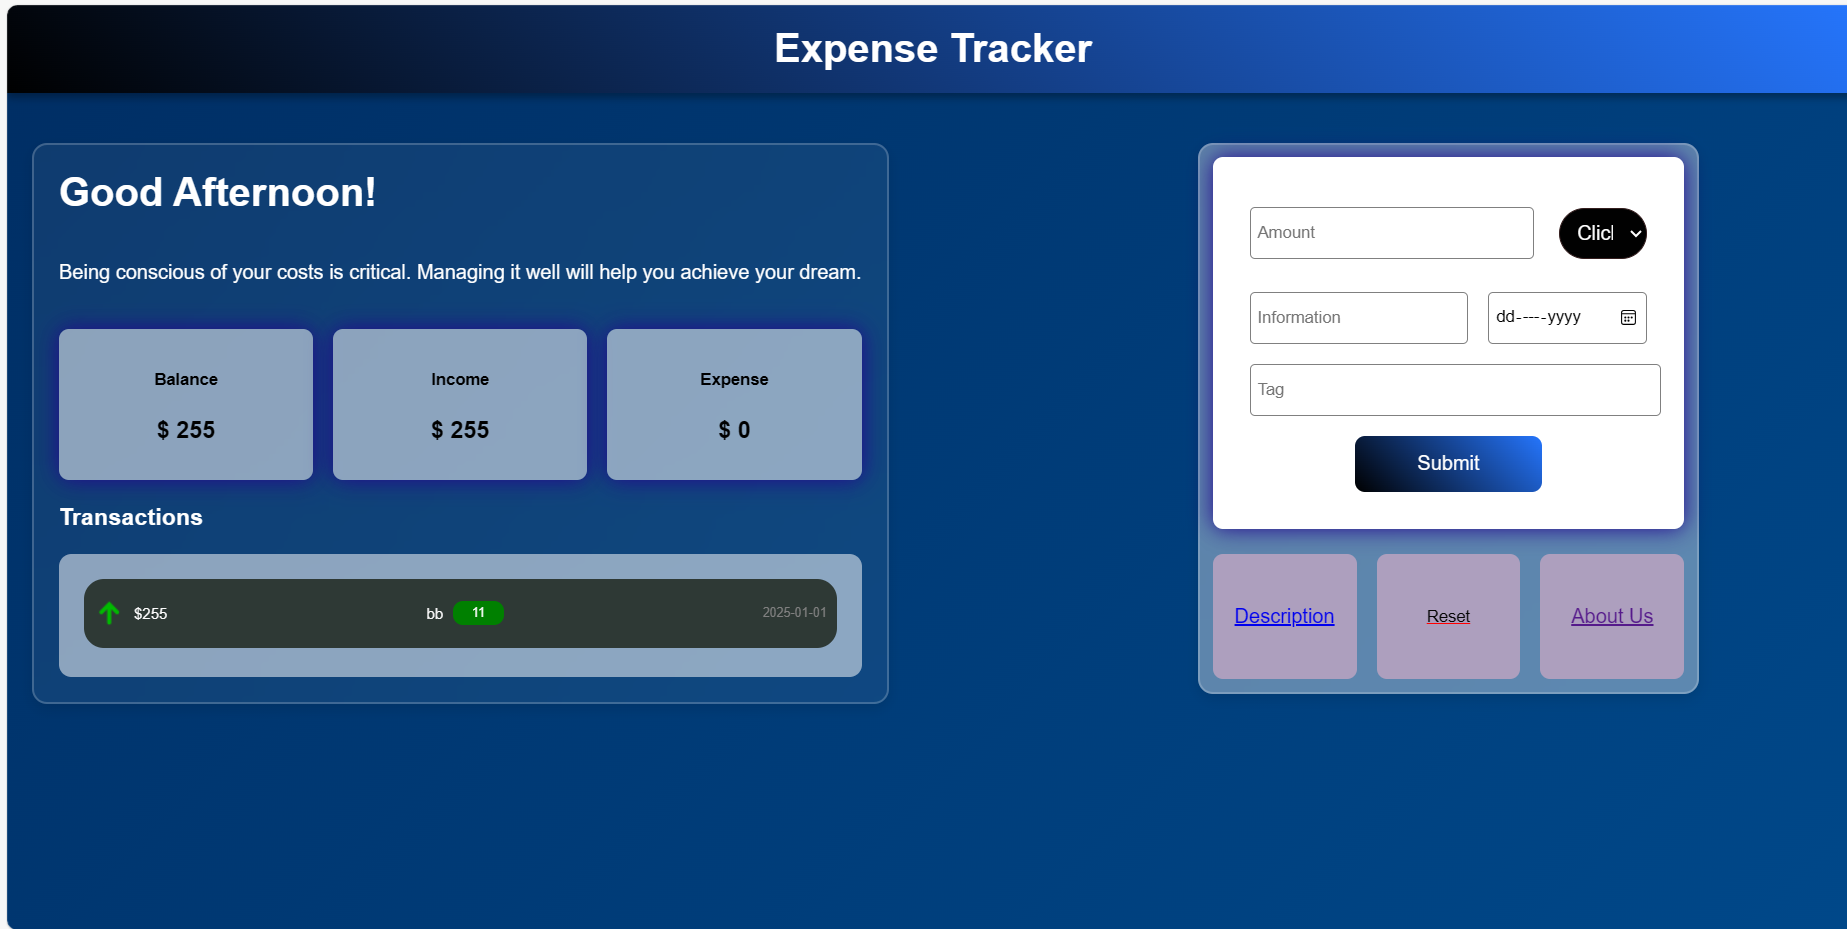 Expense Tracker
Good Afternoon!
Being conscious of your costs is critical. Managing it well will help you achieve your dream.
Balance
$ 255
Income
$ 255
Expense
$ 0
Transactions
$255
bb
11
2025-01-01
Amount
Information
dd----yyyy
Tag
Submit
Description
Reset
About Us